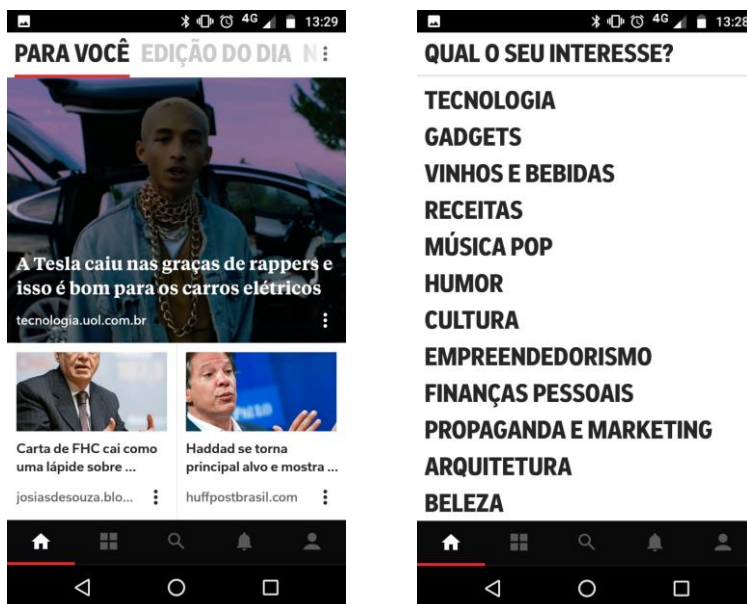 4G 13:29
PARA VOCÊ EDIÇÃO DO DIA N
A Tesla caiu nas graças de rappers e
isso é bom para os carros elétricos
tecnologia.uol.com.br
Carta de FHC cai como
uma lápide sobre ...
josiasdesouza.blo...
Haddad se torna
principal alvo e mostra ...
huffpostbrasil.com
4G 13:28
QUAL O SEU INTERESSE?
TECNOLOGIA
GADGETS
VINHOS E BEBIDAS
RECEITAS
MÚSICA POP
HUMOR
CULTURA
EMPREENDEDORISMO
FINANÇAS PESSOAIS
PROPAGANDA E MARKETING
ARQUITETURA
BELEZA